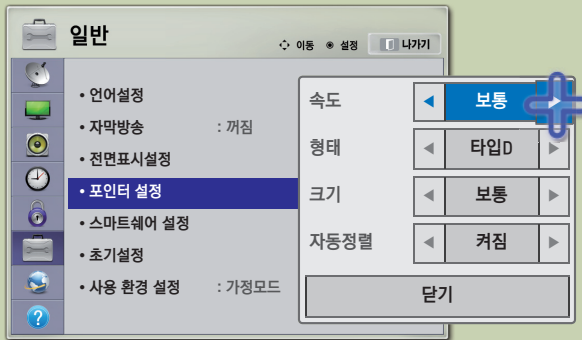 일반
이동 설정 나가기
• 언어설정
• 자막방송 : 꺼짐
• 전면표시설정
• 포인터 설정
• 스마트쉐어 설정
• 초기설정
• 사용 환경 설정 : 가정모드
속도 ◀ 보통 ▶
형태 ◀ 타입D ▶
크기 ◀ 보통 ▶
자동정렬 ◀ 켜짐 ▶
닫기
?